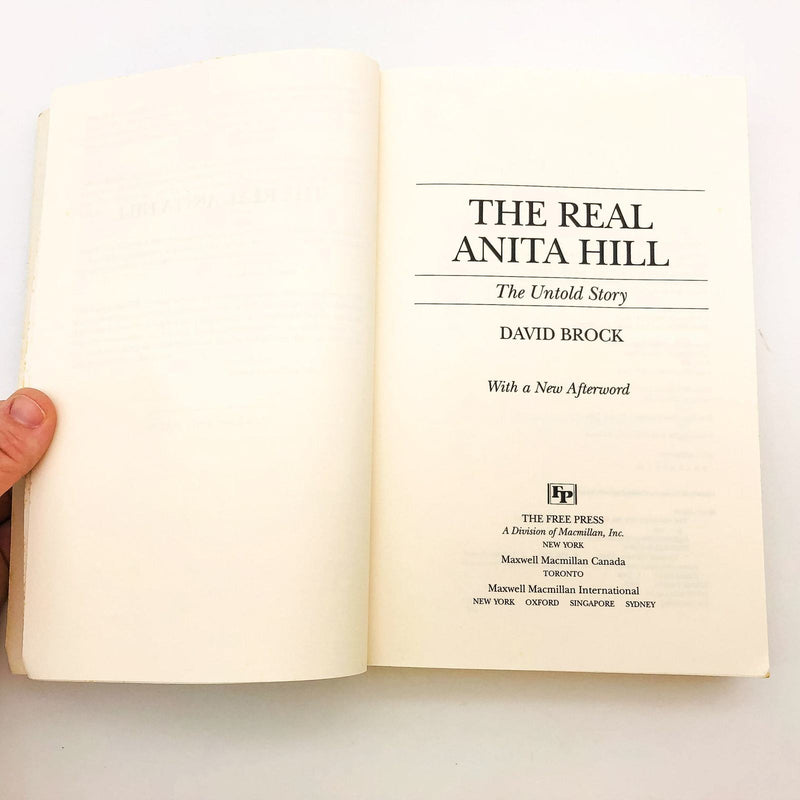 THE REAL
ANITA HILL
The Untold Story
DAVID BROCK
With a New Afterword
FP
THE FREE PRESS
A Division of Macmillan, Inc.
NEW YORK
Maxwell Macmillan Canada
TORONTO
Maxwell Macmillan International
NEW YORK OXFORD SINGAPORE SYDNEY